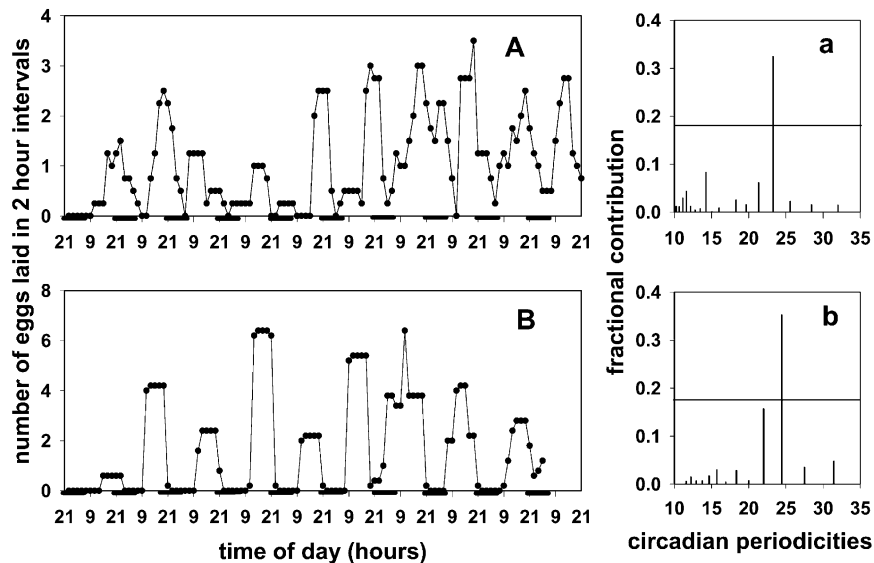 number of eggs laid in 2 hour intervals
4
3
2
1
0
A
21 9 21 9 21 9 21 9 21 9 21 9 21 9 21 9 21 9 21 9 21
8
6
4
2
0
B
21 9 21 9 21 9 21 9 21 9 21 9 21 9 21 9 21 9 21 9 21
time of day (hours)
fractional contribution
0.4
0.3
0.2
0.1
0.0
a
10 15 20 25 30 35
0.4
0.3
0.2
0.1
0.0
b
10 15 20 25 30 35
circadian periodicities